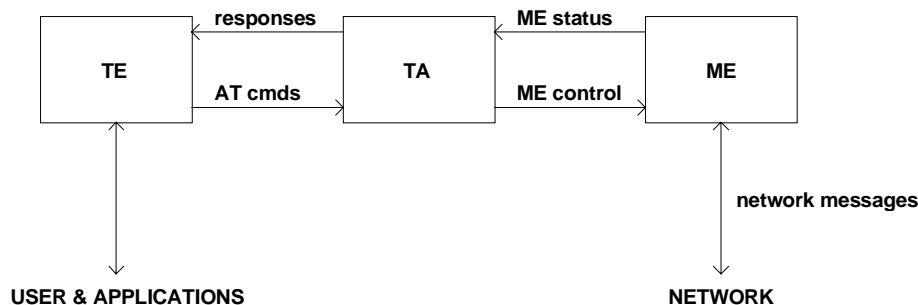 responses
ME status
TE
TA
ME
AT cmds
ME control
network messages
USER & APPLICATIONS
NETWORK